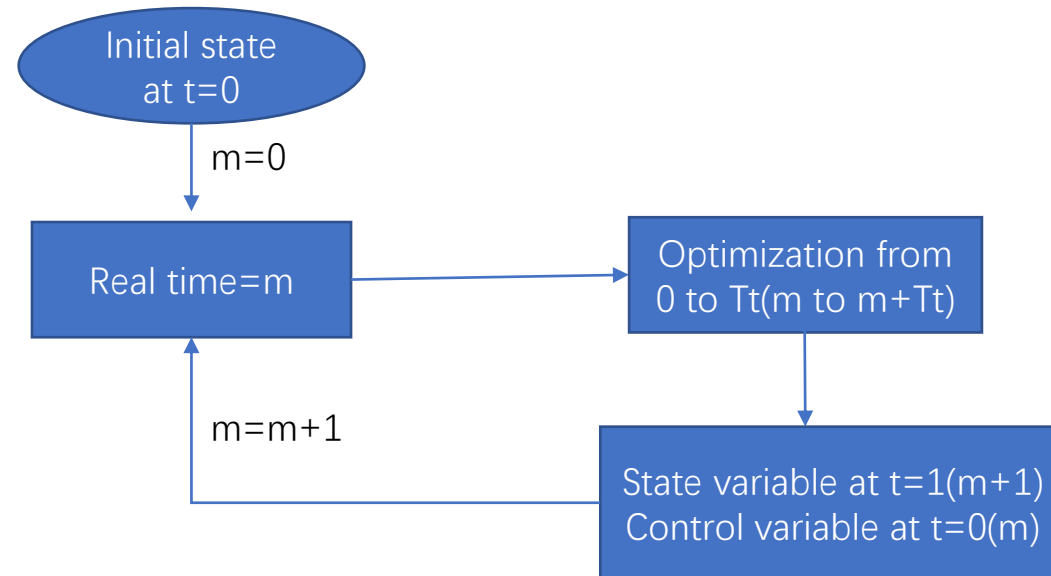 Initial state
at t=0
m=0
Real time=m
Optimization from
0 to Tt(m to m+Tt)
m=m+1
State variable at t=1(m+1)
Control variable at t=0(m)